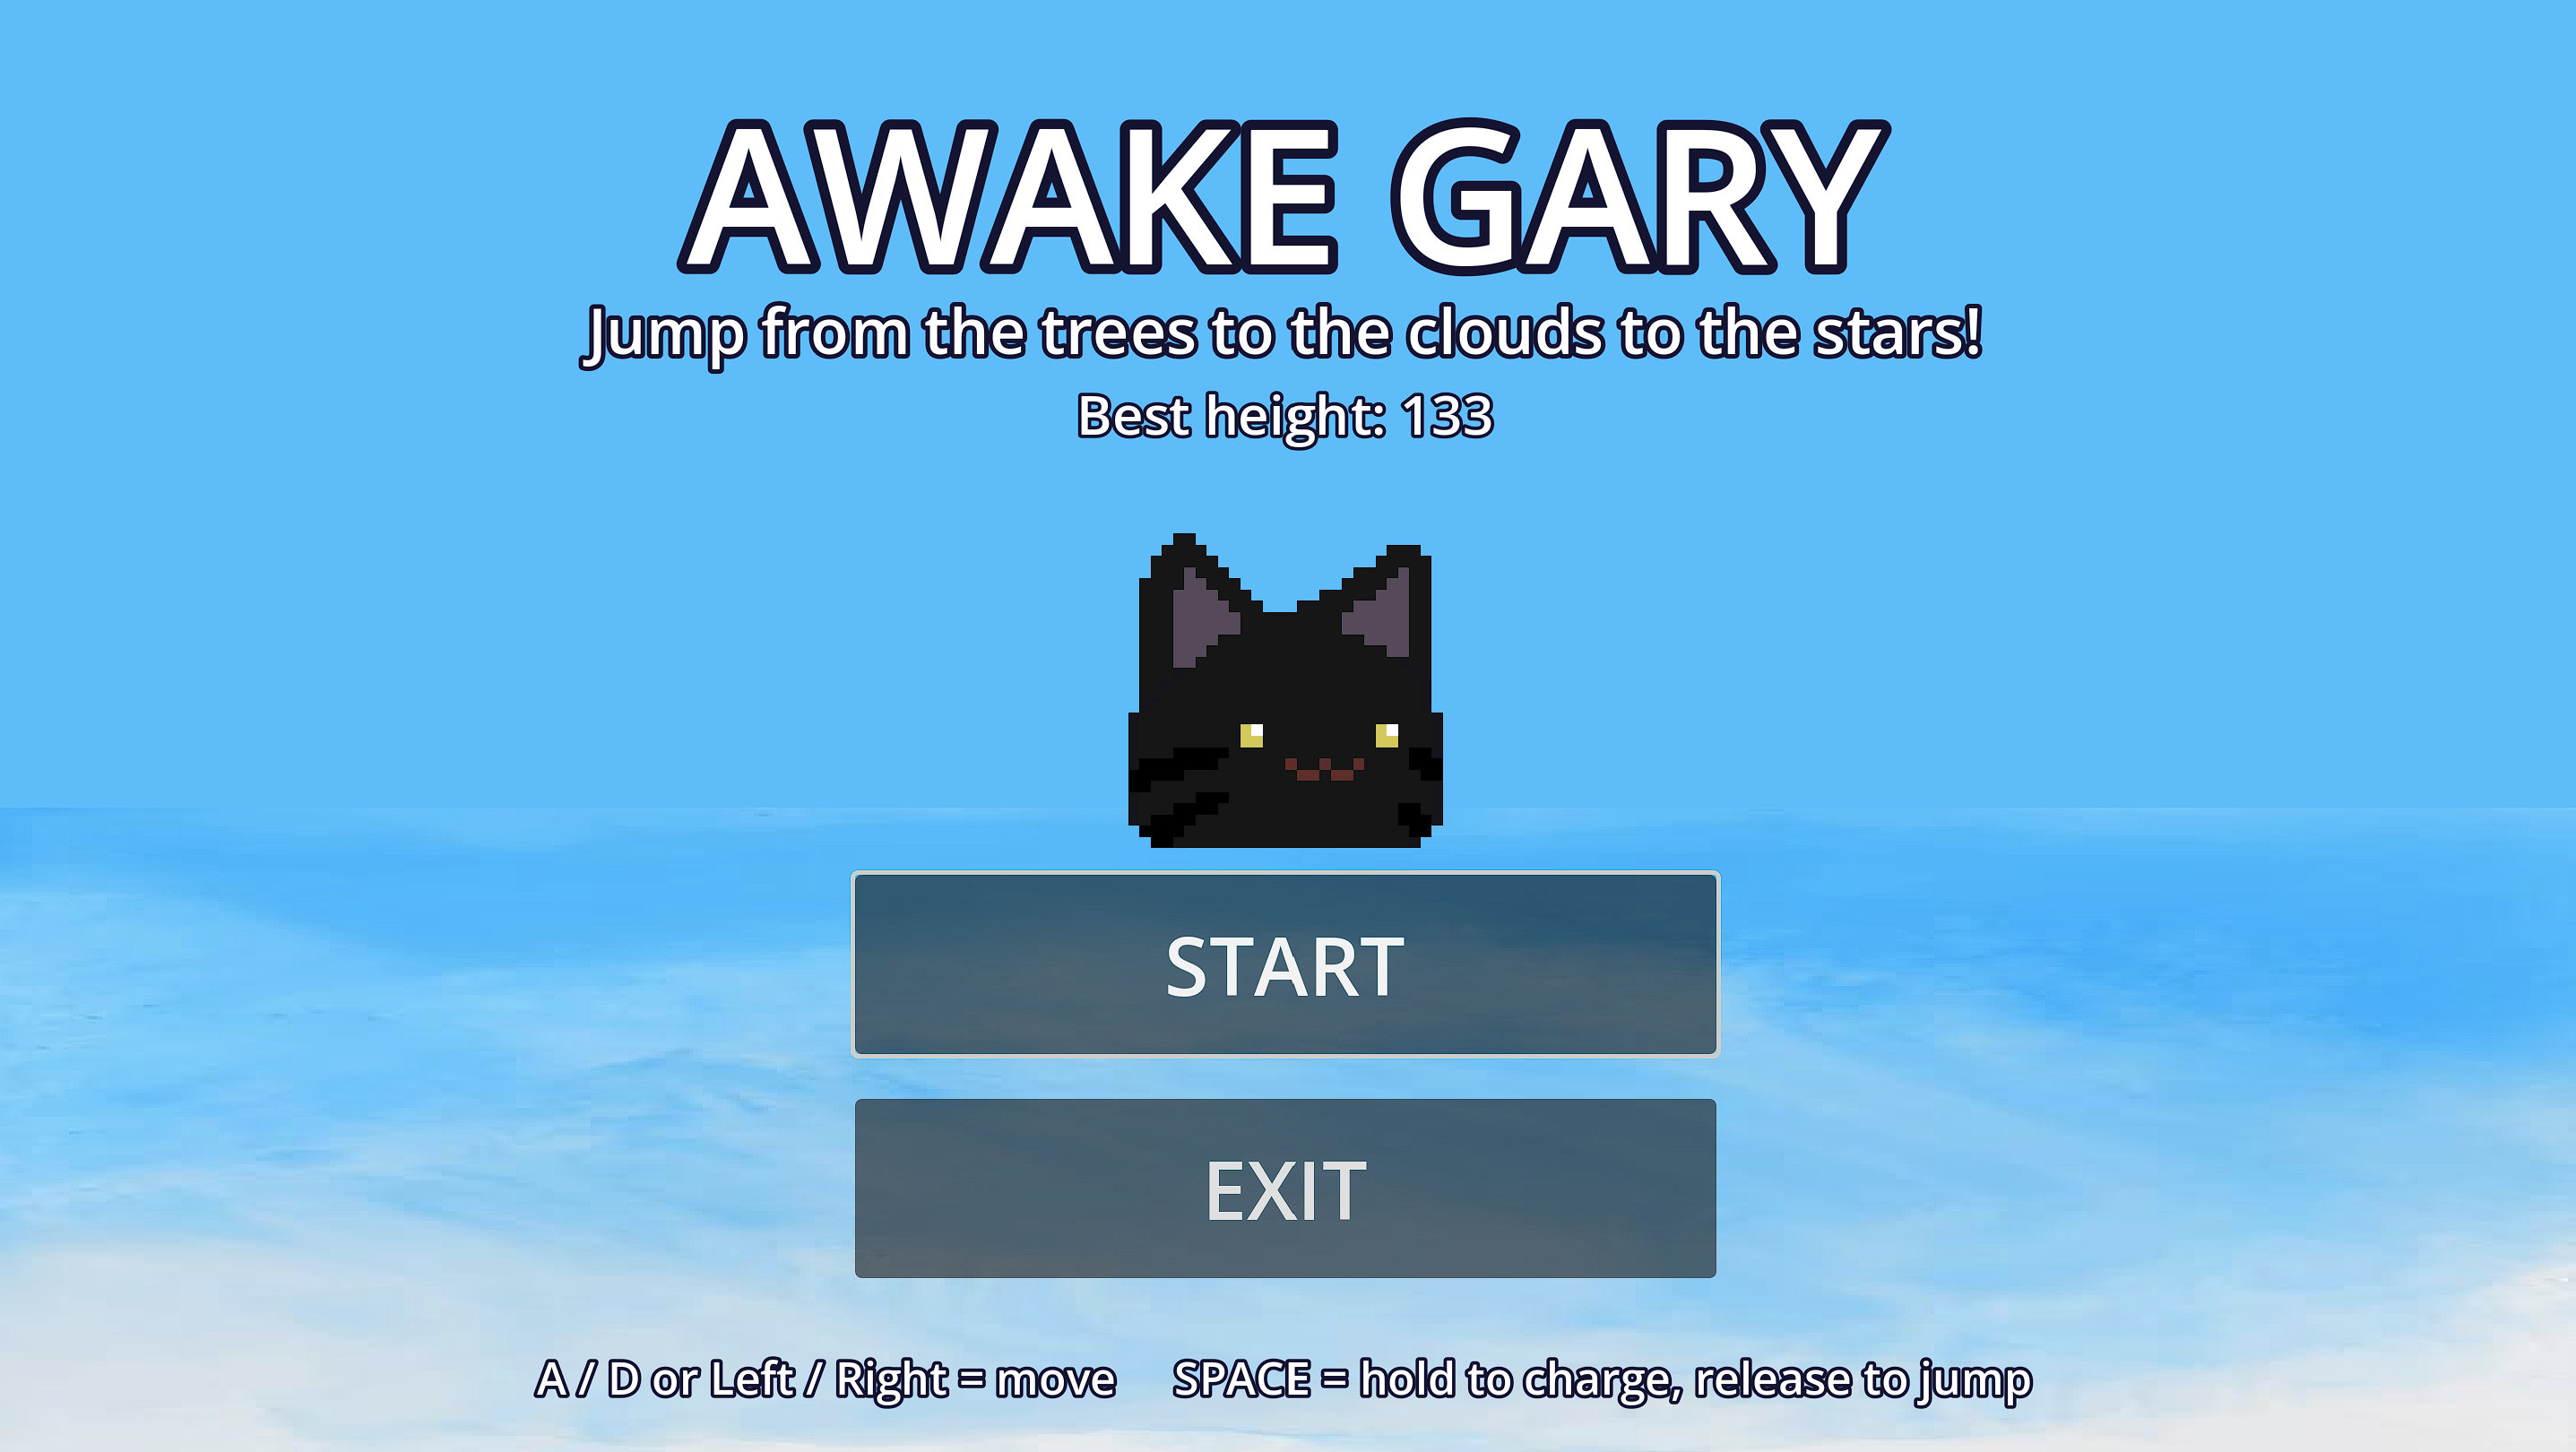 AWAKE GARY
Jump from the trees to the clouds to the stars!
Best height: 133
START
EXIT
A / D or Left / Right = move     SPACE = hold to charge, release to jump